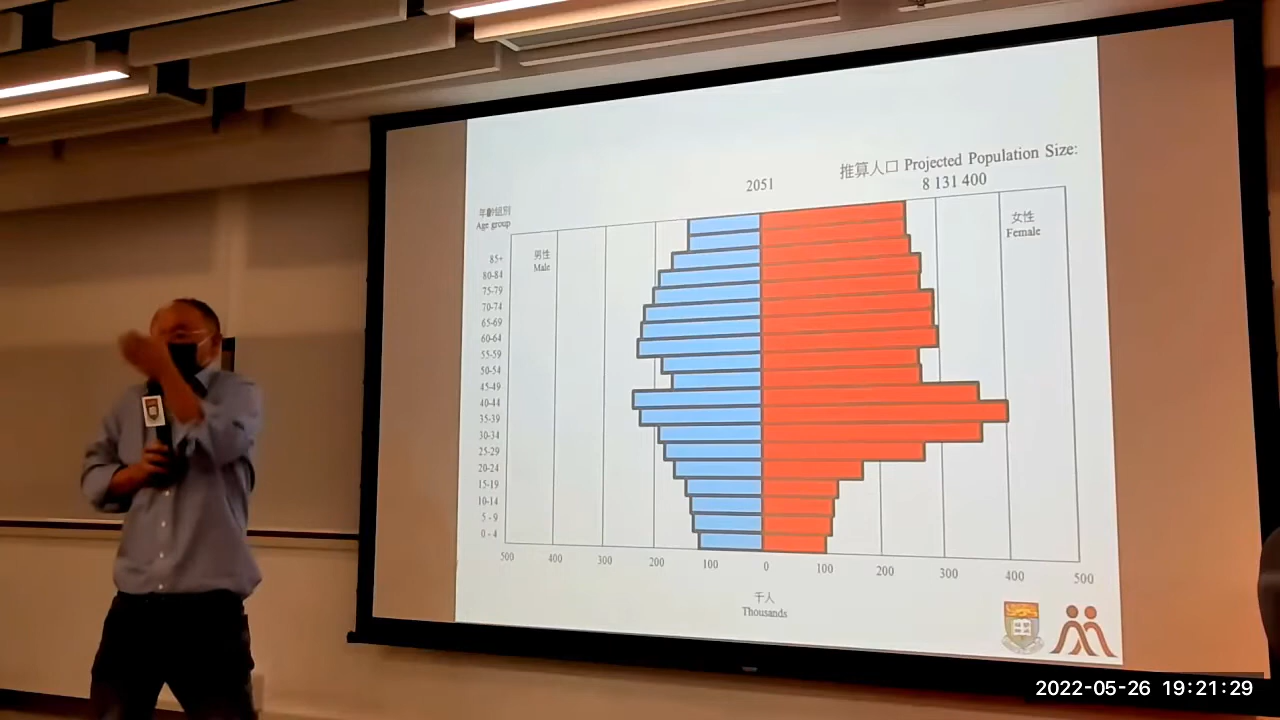 2051
推算人口 Projected Population Size:
8 131 400
年齡組別
Age group
男性
Male
女性
Female
85+
80-84
75-79
70-74
65-69
60-64
55-59
50-54
45-49
40-44
35-39
30-34
25-29
20-24
15-19
10-14
5 - 9
0 - 4
500 400 300 200 100 0 100 200 300 400 500
千人
Thousands
2022-05-26 19:21:29